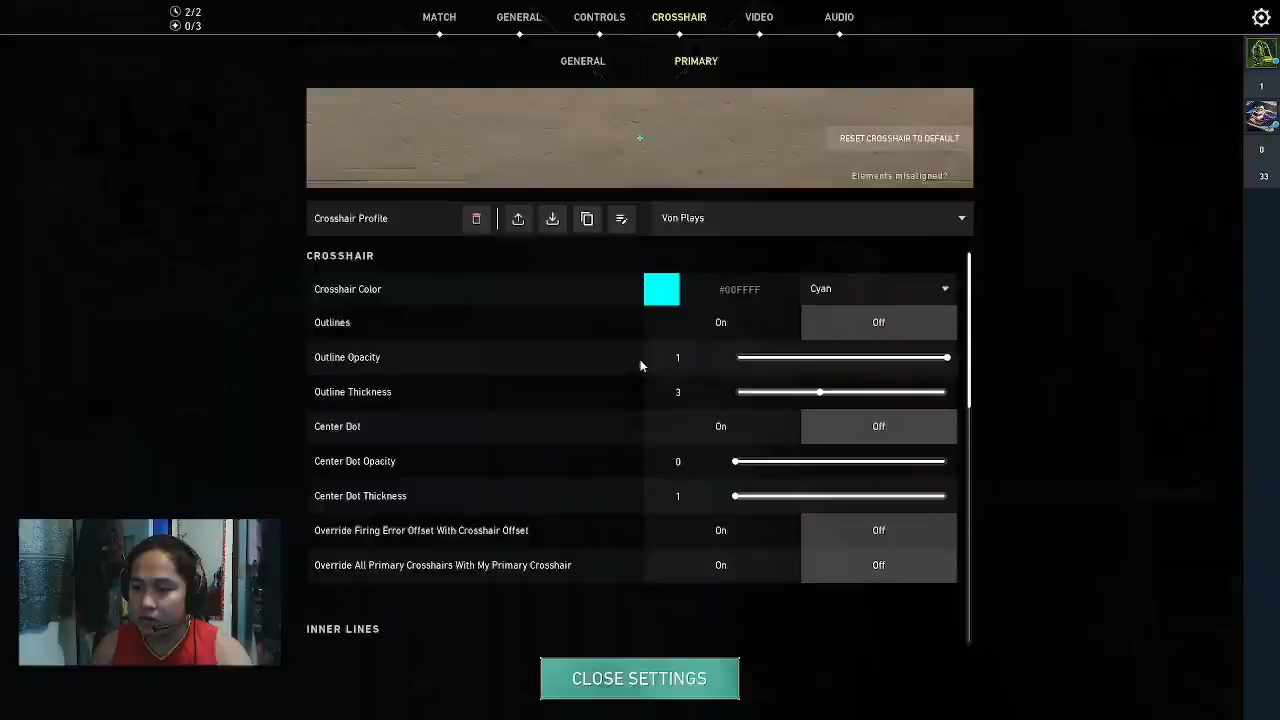 2/2
0/3
MATCH GENERAL CONTROLS CROSSHAIR VIDEO AUDIO
GENERAL PRIMARY
RESET CROSSHAIR TO DEFAULT
Elements misaligned?
Crosshair Profile Von Plays
CROSSHAIR
Crosshair Color #00FFFF Cyan
Outlines On Off
Outline Opacity 1
Outline Thickness 3
Center Dot On Off
Center Dot Opacity 0
Center Dot Thickness 1
Override Firing Error Offset With Crosshair Offset On Off
Override All Primary Crosshairs With My Primary Crosshair On Off
INNER LINES
CLOSE SETTINGS
1
0
33